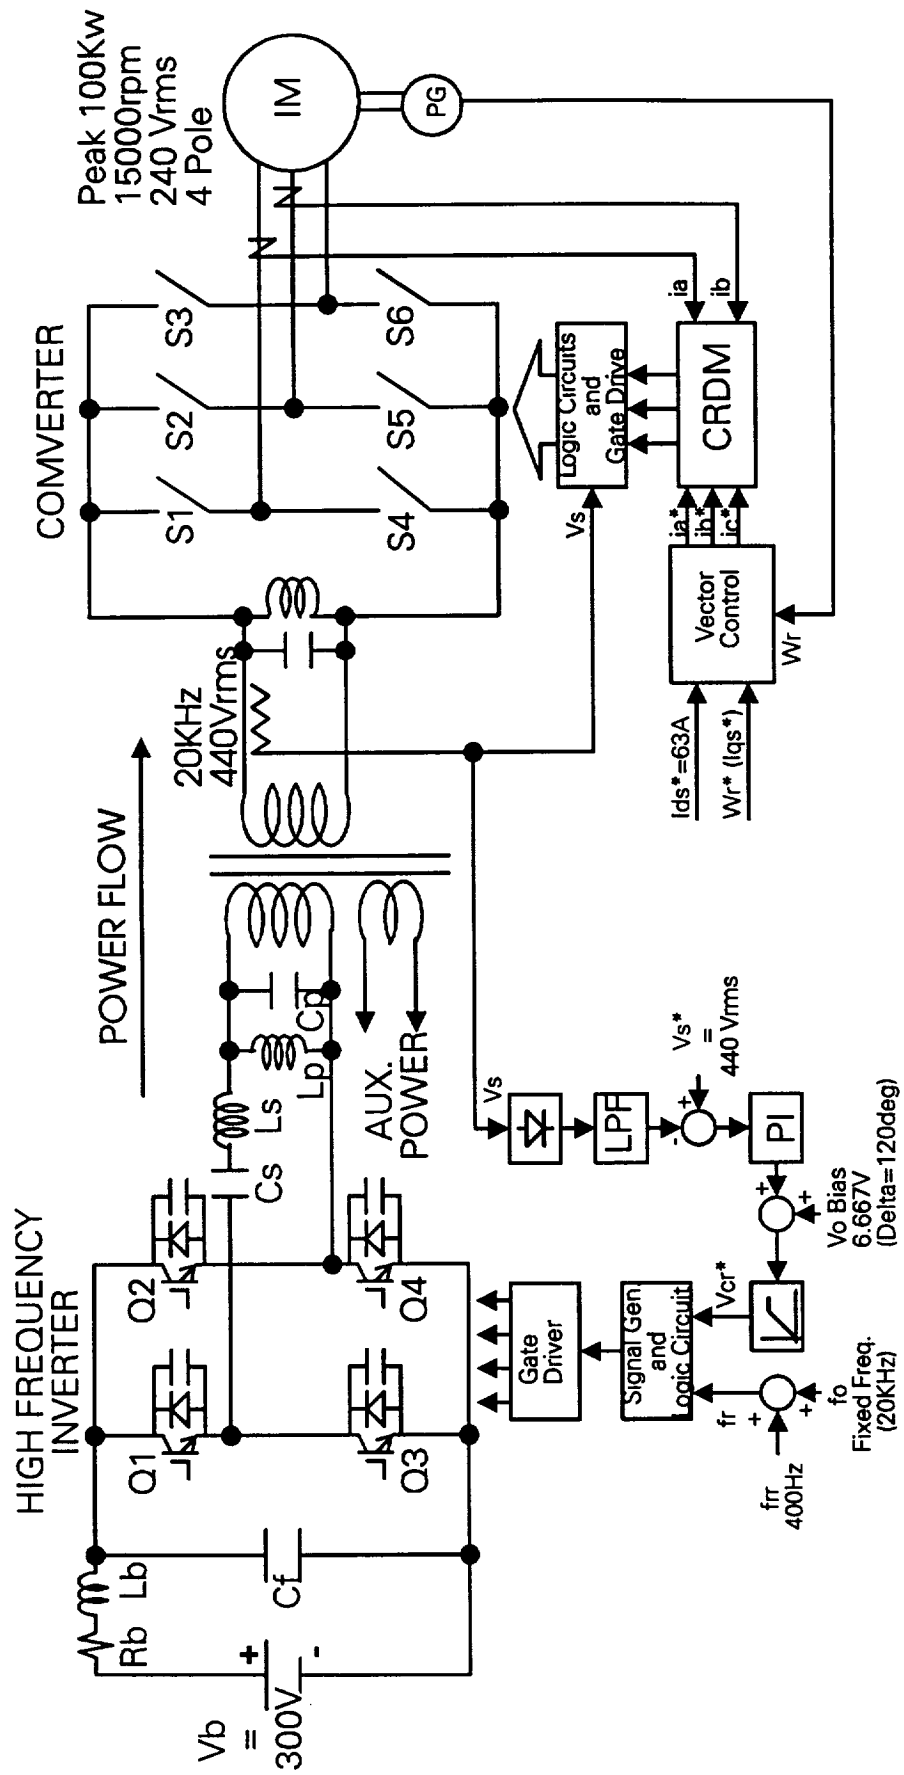 HIGH FREQUENCY
INVERTER
POWER FLOW
COMVERTER
Peak 100Kw
15000rpm
240 Vrms
4 Pole
Vb
=
300V
+
-
Rb
Lb
Cf
Q1
Q2
Q3
Q4
Cs
Ls
Lp
Cp
AUX.
POWER
20KHz
440Vrms
S1
S2
S3
S4
S5
S6
IM
PG
Gate
Driver
Signal Gen.
and
Logic Circuit
fr
Vcr*
frr
400Hz
+
+
fo
Fixed Freq.
(20KHz)
+
+
Vo Bias
6.667V
(Delta=120deg)
PI
LPF
-
+
Vs*
=
440 Vrms
Vs
Vs
Logic Circuits
and
Gate Drive
CRDM
ia
ib
ia*
ib*
ic*
Vector
Control
Wr
Ids*=63A
Wr* (Iqs*)